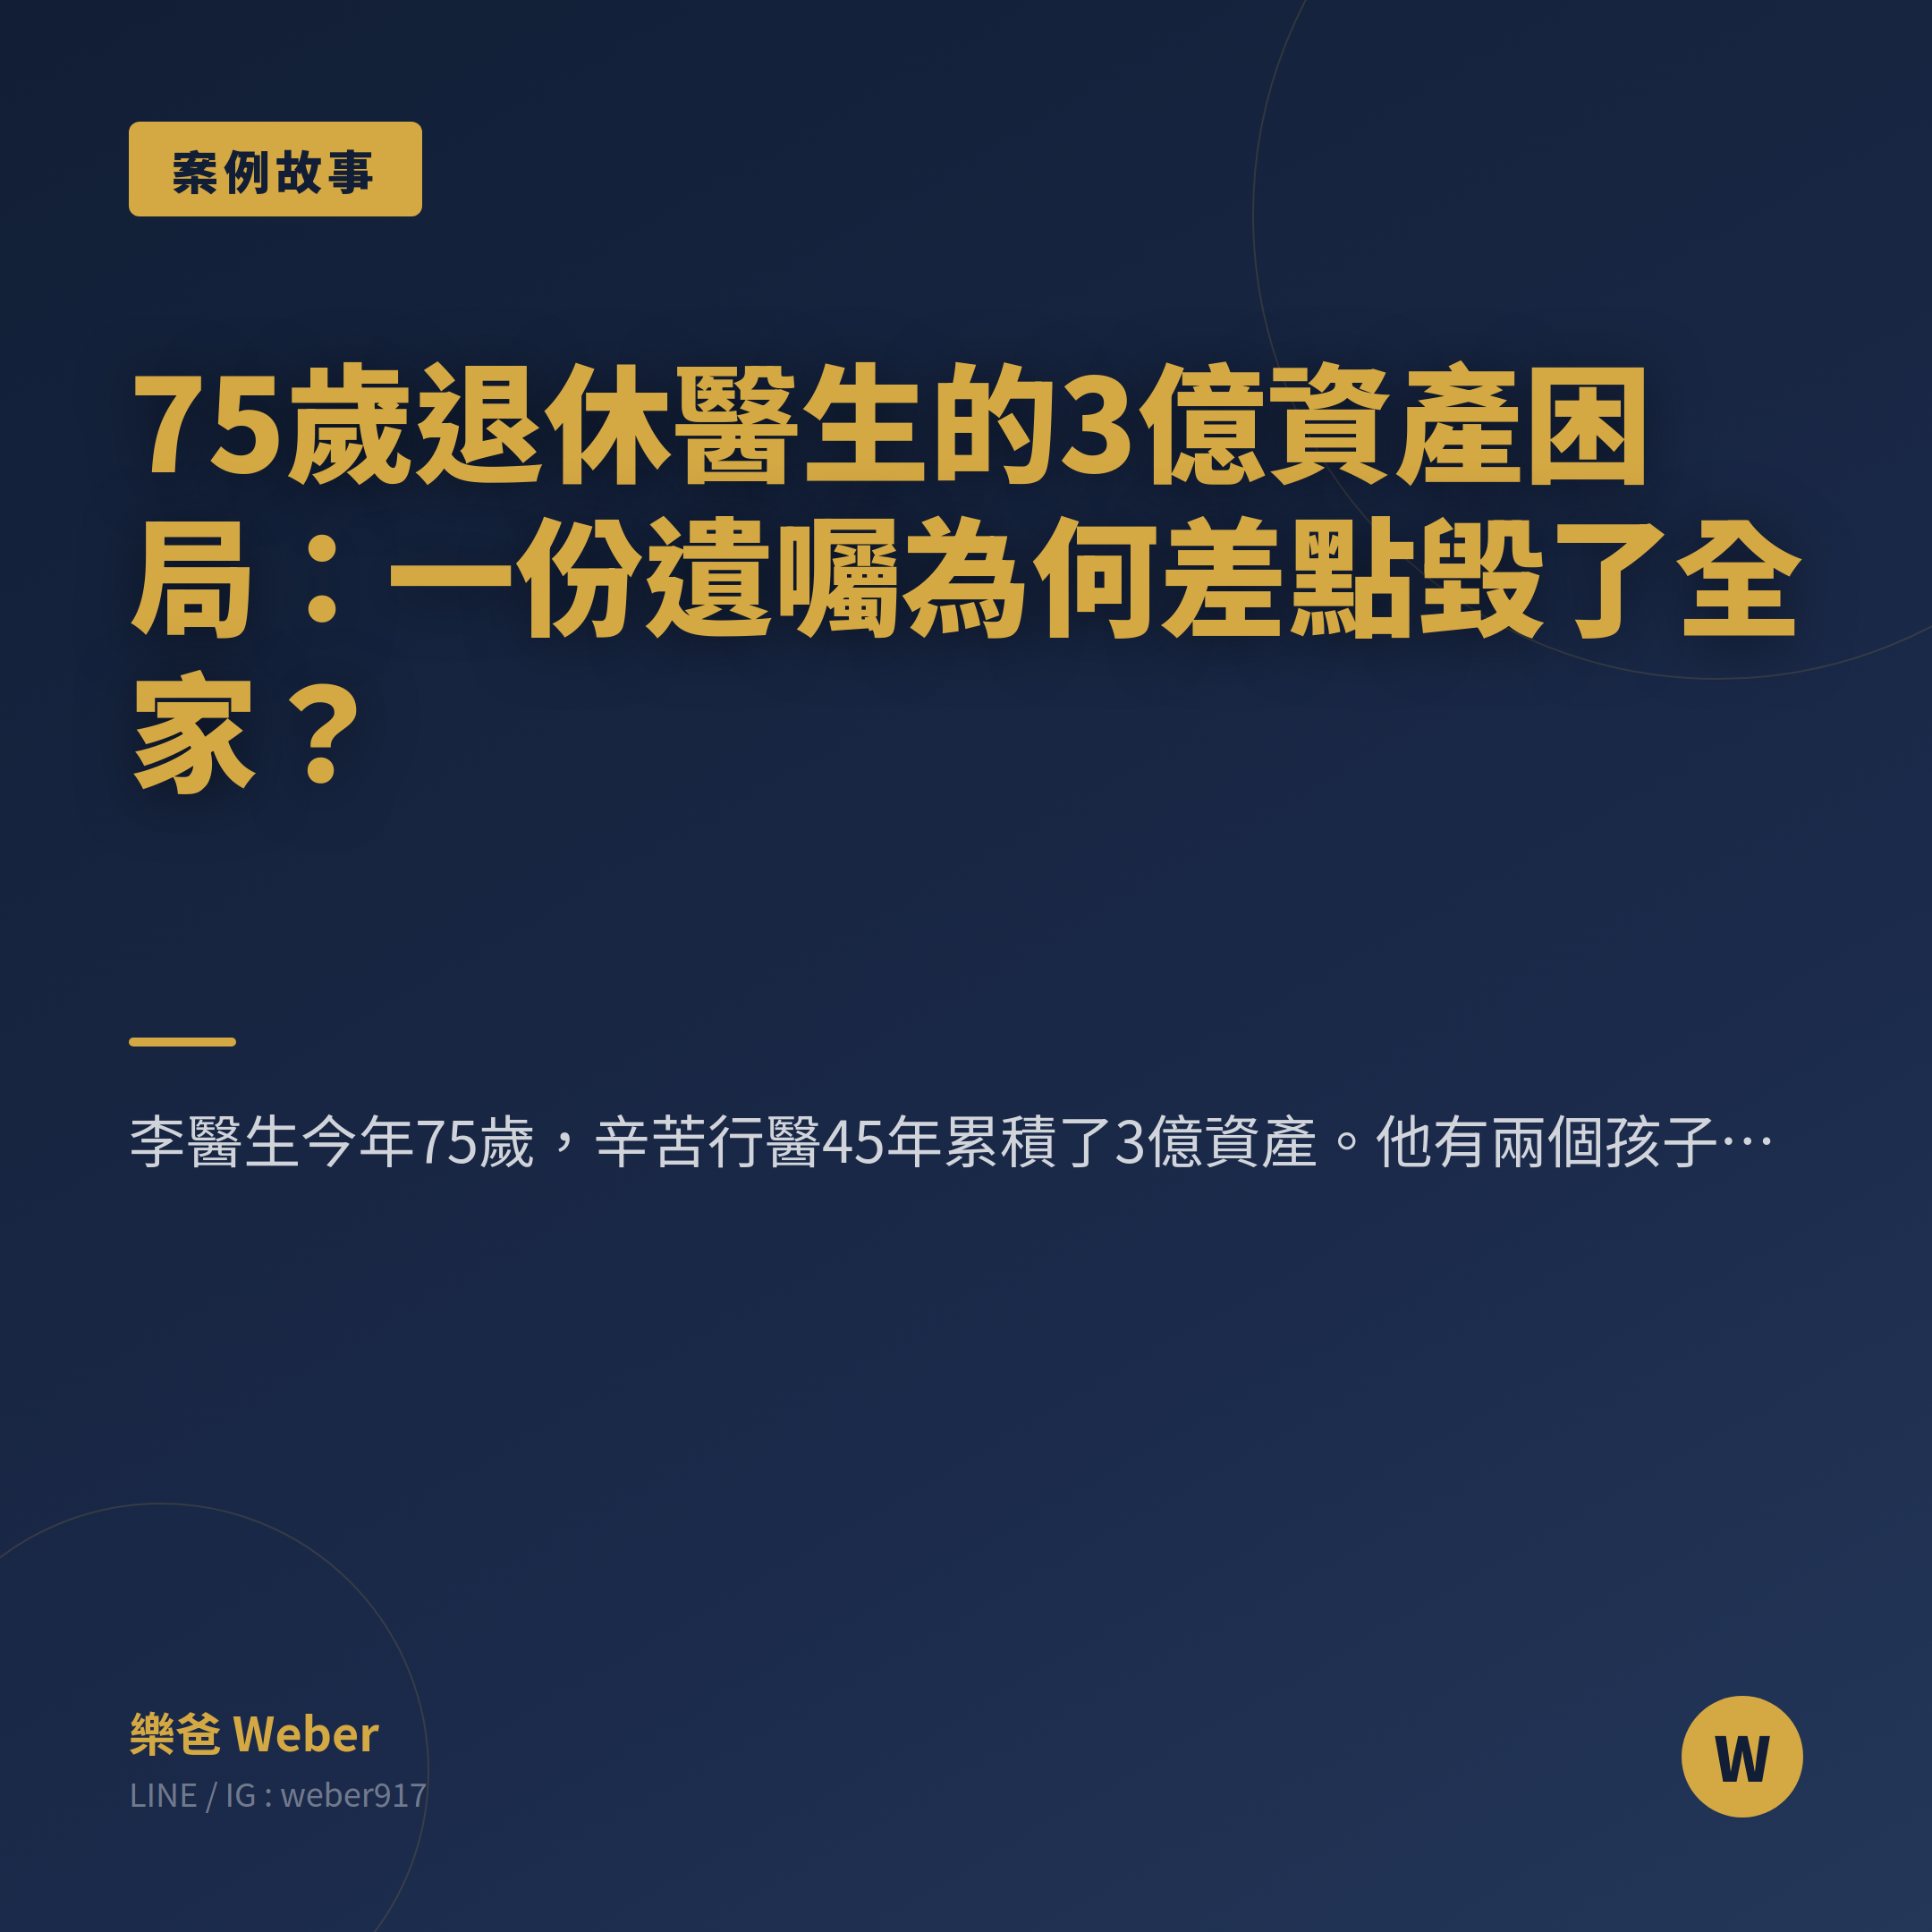 案例故事
75歲退休醫生的3億資產困
局：一份遺囑為何差點毀了全
家？
李醫生今年75歲，辛苦行醫45年累積了3億資產。他有兩個孩子⋯
樂爸 Weber
LINE / IG : weber917
W